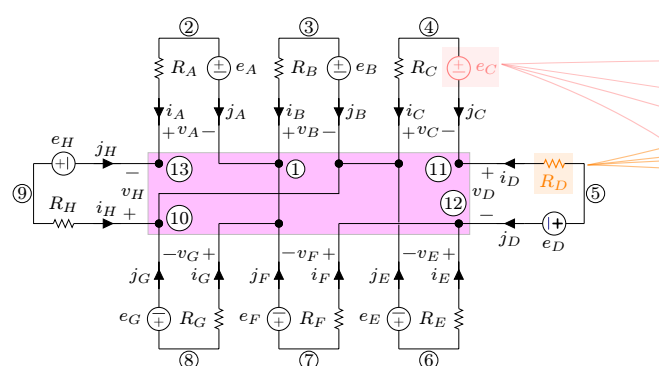 ② ③ ④
R_A e_A R_B e_B R_C e_C
i_A j_A i_B j_B i_C j_C
+ v_A − + v_B − + v_C −
e_H j_H − ⑬ ① ⑪ + i_D R_D
⑨ v_H v_D ⑤
R_H i_H + ⑩ ⑫ − j_D e_D
− v_G + − v_F + − v_E +
j_G i_G j_F i_F j_E i_E
e_G R_G e_F R_F e_E R_E
⑧ ⑦ ⑥